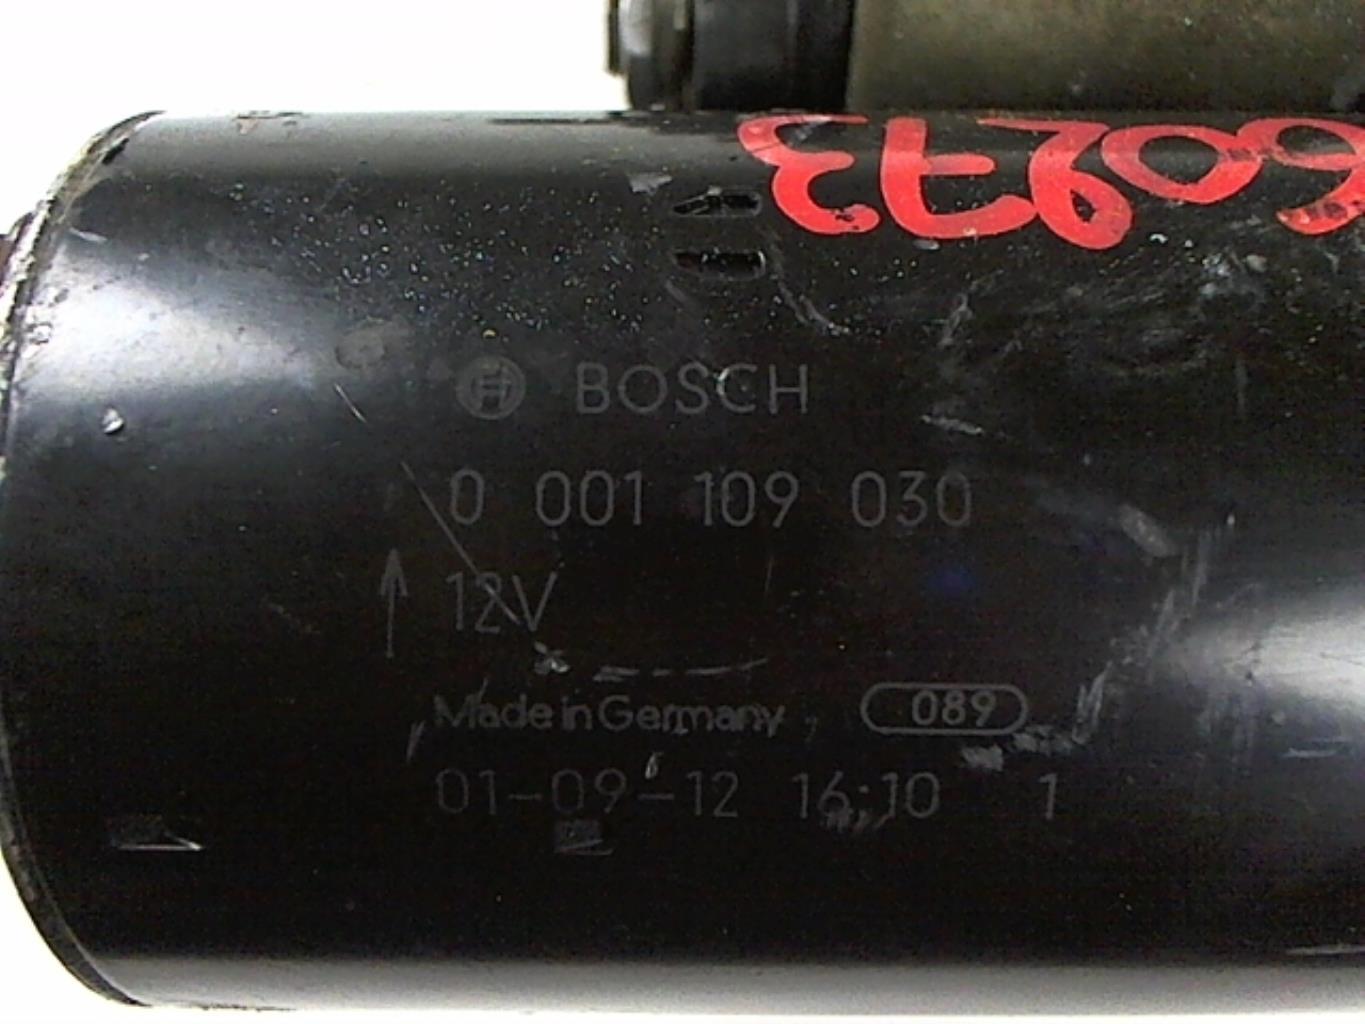 BOSCH
0 001 109 030
12V
Made in Germany 089
01-09-12 16:10 1